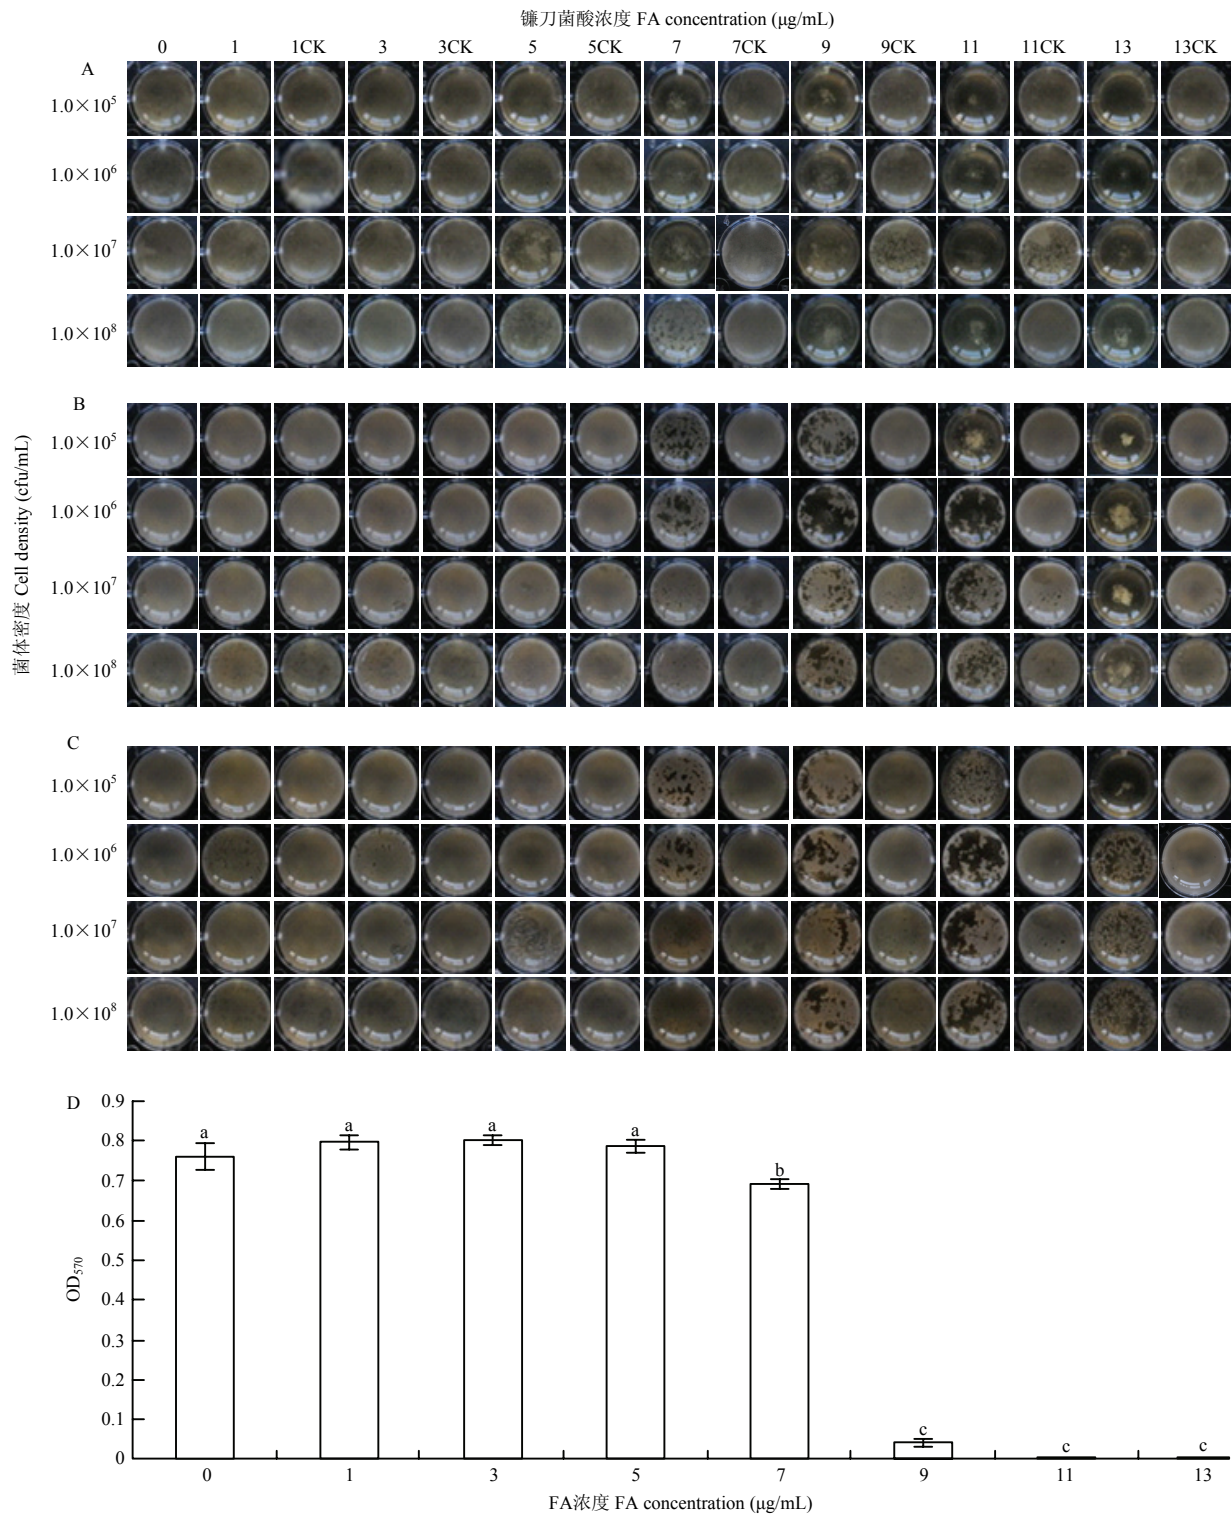 镰刀菌酸浓度 FA concentration (μg/mL)
0 1 1CK 3 3CK 5 5CK 7 7CK 9 9CK 11 11CK 13 13CK
A
1.0×10⁵
1.0×10⁶
1.0×10⁷
1.0×10⁸
菌体密度 Cell density (cfu/mL)
B
1.0×10⁵
1.0×10⁶
1.0×10⁷
1.0×10⁸
C
1.0×10⁵
1.0×10⁶
1.0×10⁷
1.0×10⁸
D
OD₅₇₀
0.9
0.8
0.7
0.6
0.5
0.4
0.3
0.2
0.1
0
a a a a b c c c
0 1 3 5 7 9 11 13
FA浓度 FA concentration (μg/mL)